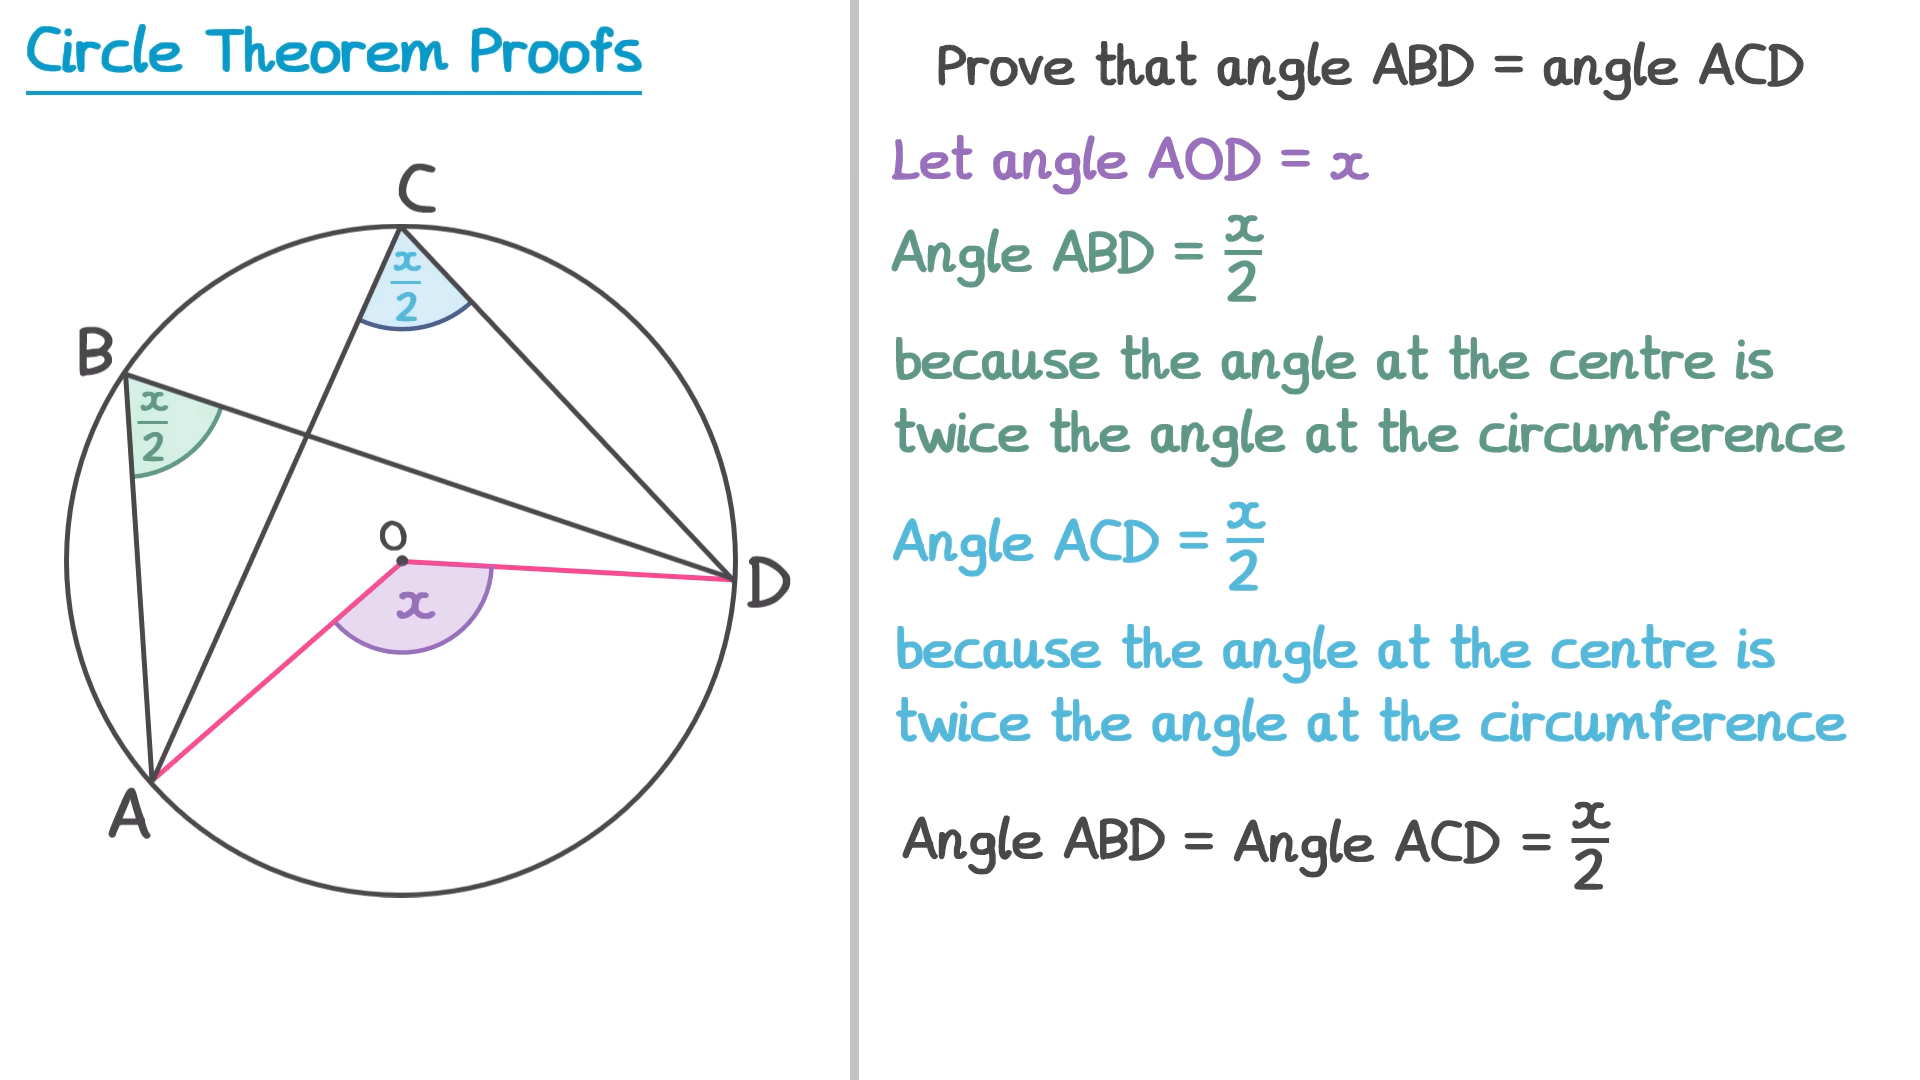 Circle Theorem Proofs
C
x/2
B
x/2
O
D
x
A
Prove that angle ABD = angle ACD
Let angle AOD = x
Angle ABD = x/2
because the angle at the centre is
twice the angle at the circumference
Angle ACD = x/2
because the angle at the centre is
twice the angle at the circumference
Angle ABD = Angle ACD = x/2